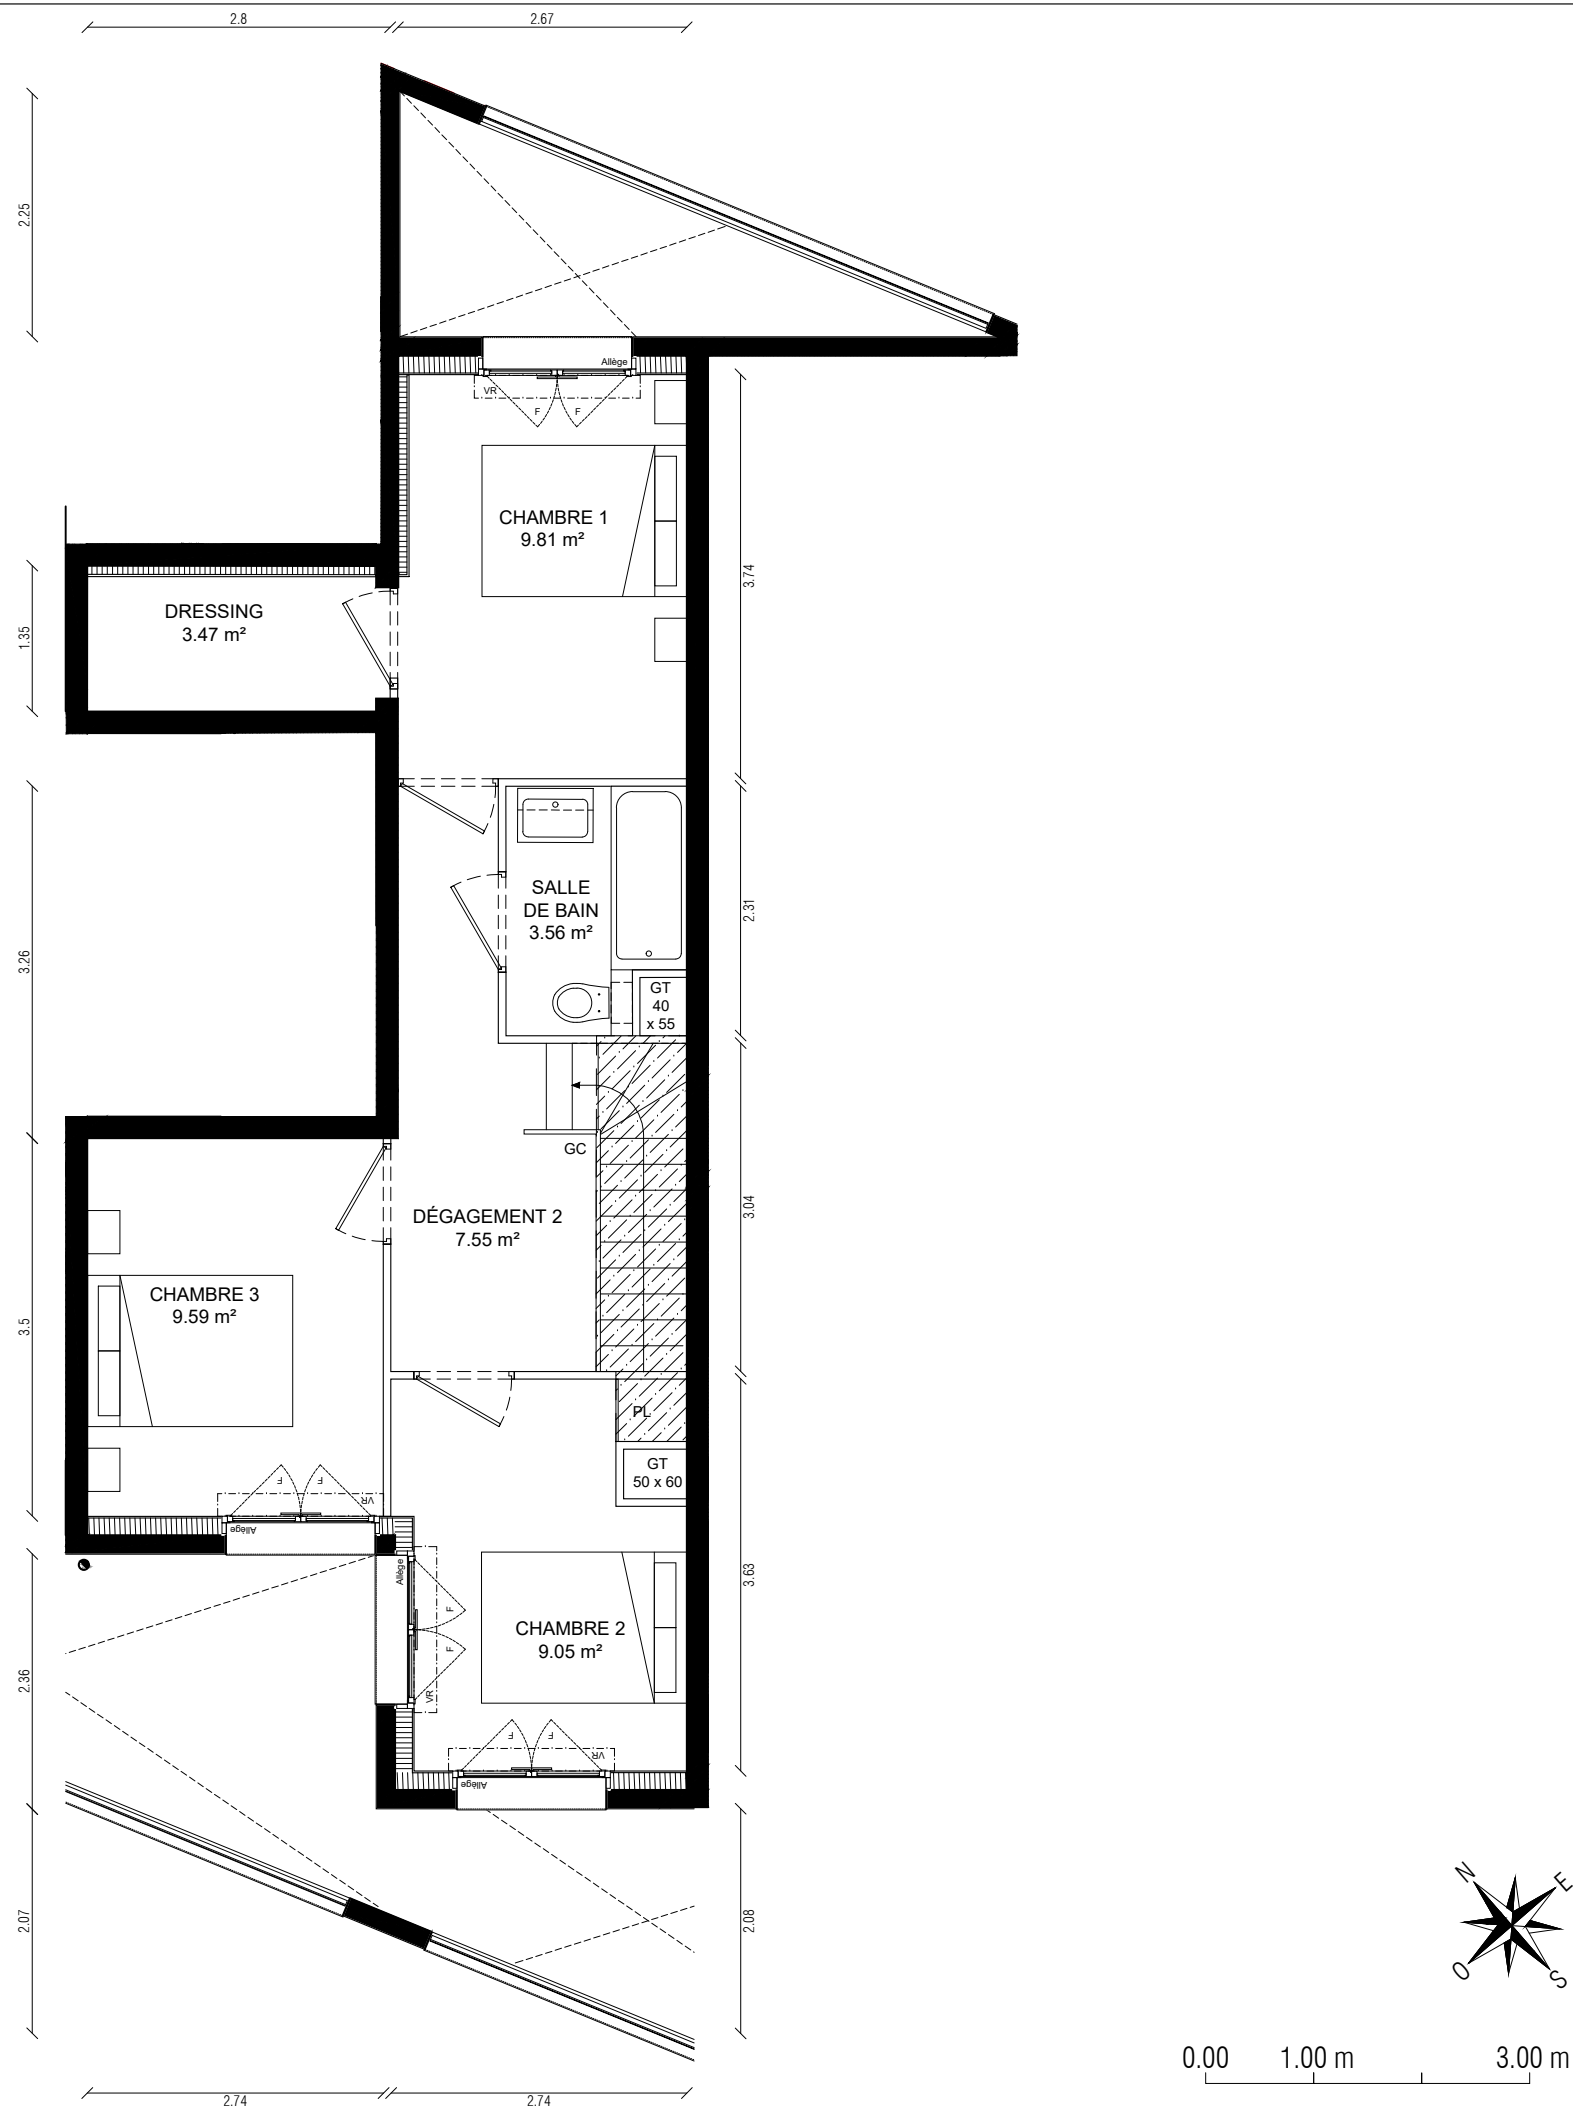 2.8
2.67
2.25
Allège
VR
F
F
CHAMBRE 1
9.81 m²
3.74
DRESSING
3.47 m²
1.35
SALLE
DE BAIN
3.56 m²
2.31
3.26
GT
40
x 55
GC
DÉGAGEMENT 2
7.55 m²
3.04
CHAMBRE 3
9.59 m²
3.5
PL
GT
50 x 60
F
F
VR
Allège
Allège
F
F
VR
CHAMBRE 2
9.05 m²
3.63
2.36
F
F
VR
Allège
2.07
2.08
N
E
O
S
0.00
1.00 m
3.00 m
2.74
2.74